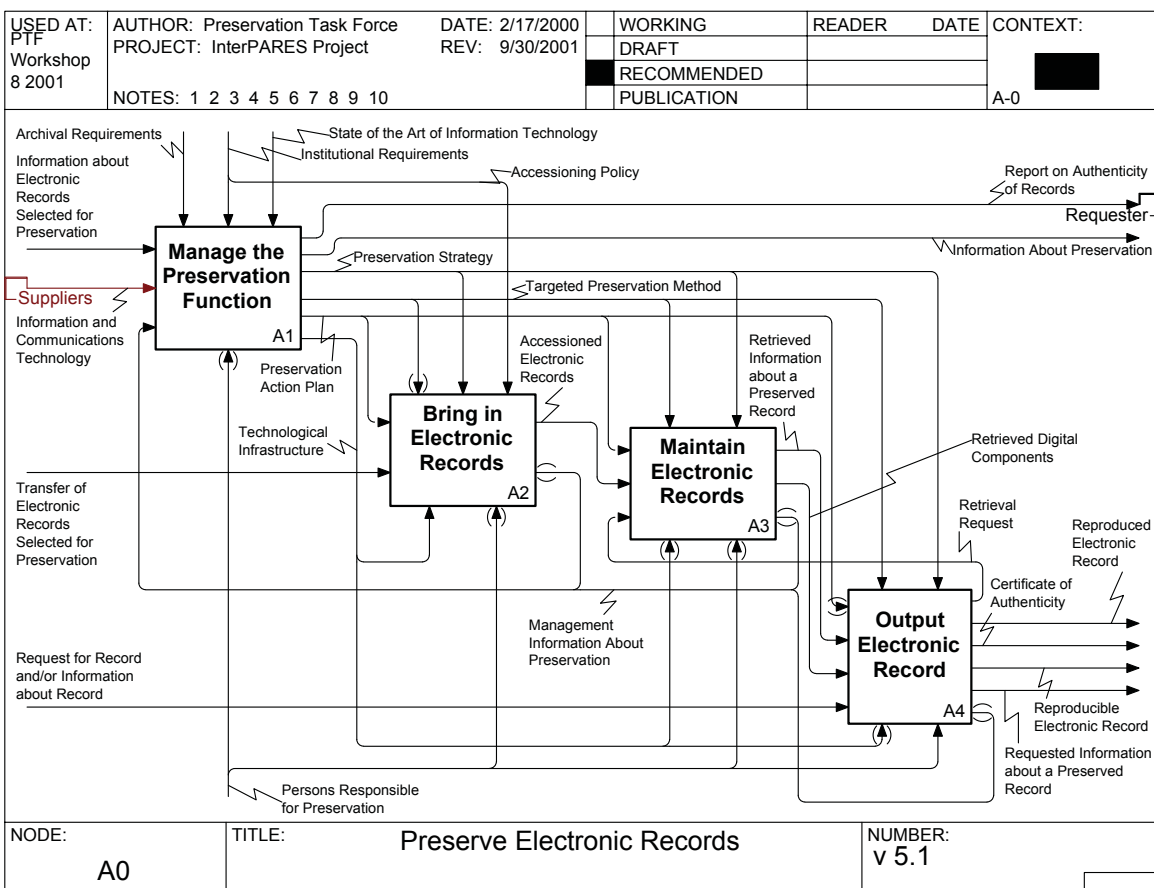 USED AT:
PTF
Workshop
8 2001
AUTHOR: Preservation Task Force
PROJECT: InterPARES Project
DATE: 2/17/2000
REV: 9/30/2001
NOTES: 1 2 3 4 5 6 7 8 9 10
WORKING
DRAFT
RECOMMENDED
PUBLICATION
READER DATE
CONTEXT:
A-0
Archival Requirements
State of the Art of Information Technology
Institutional Requirements
Accessioning Policy
Information about
Electronic
Records
Selected for
Preservation
Report on Authenticity
of Records
Requester
Information About Preservation
Manage the
Preservation
Function
A1
Suppliers
Information and
Communications
Technology
Preservation Strategy
Targeted Preservation Method
Preservation
Action Plan
Accessioned
Electronic
Records
Retrieved
Information
about a
Preserved
Record
Bring in
Electronic
Records
A2
Technological
Infrastructure
Maintain
Electronic
Records
A3
Retrieved Digital
Components
Transfer of
Electronic
Records
Selected for
Preservation
Retrieval
Request
Reproduced
Electronic
Record
Certificate of
Authenticity
Management
Information About
Preservation
Output
Electronic
Record
A4
Request for Record
and/or Information
about Record
Reproducible
Electronic Record
Requested Information
about a Preserved
Record
Persons Responsible
for Preservation
NODE:
A0
TITLE:
Preserve Electronic Records
NUMBER:
v 5.1